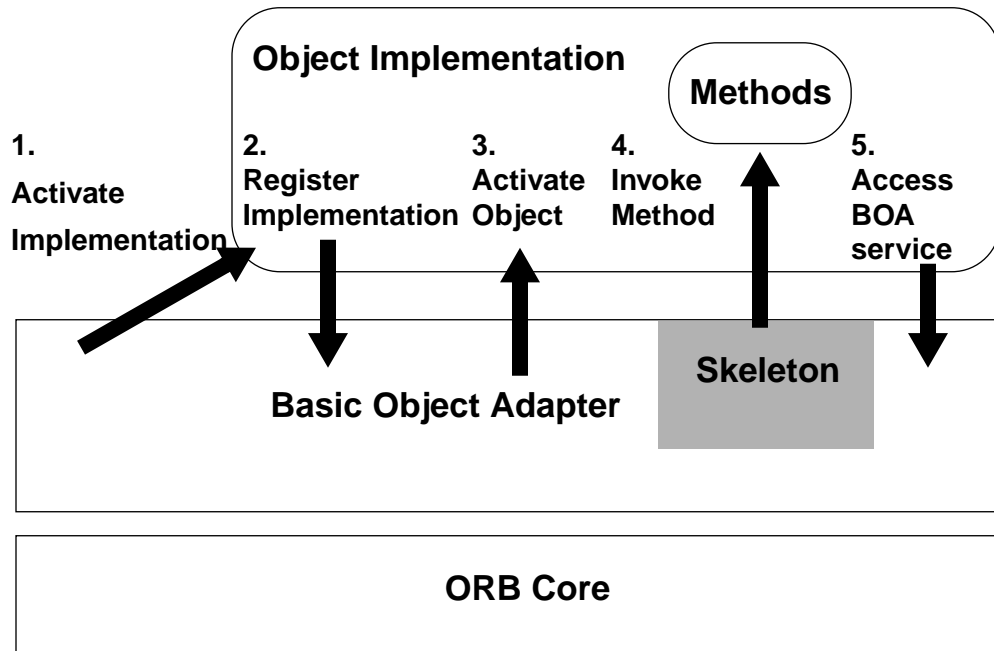 Object Implementation
Methods
1.
Activate
Implementation
2.
Register
Implementation
3.
Activate
Object
4.
Invoke
Method
5.
Access
BOA
service
Skeleton
Basic Object Adapter
ORB Core